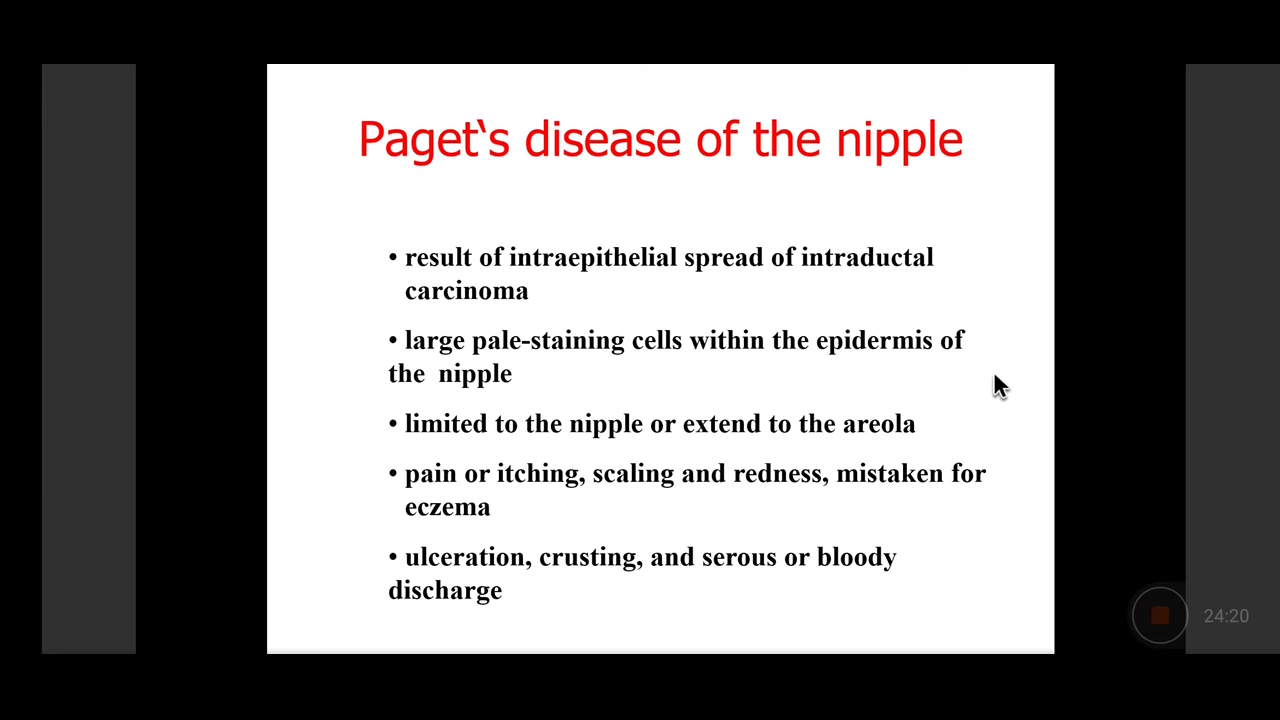 Paget‘s disease of the nipple
• result of intraepithelial spread of intraductal
carcinoma
• large pale-staining cells within the epidermis of
the nipple
• limited to the nipple or extend to the areola
• pain or itching, scaling and redness, mistaken for
eczema
• ulceration, crusting, and serous or bloody
discharge
24:20